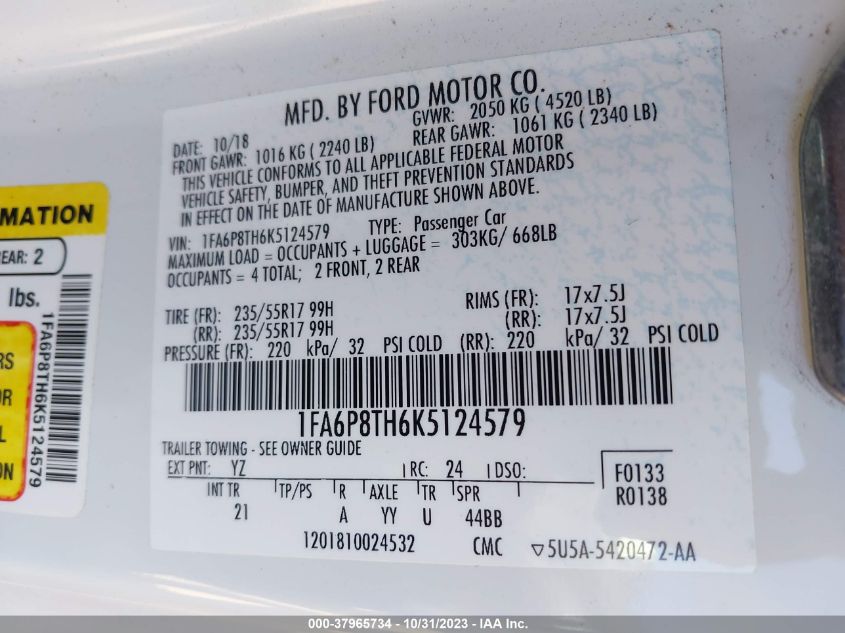 MFD. BY FORD MOTOR CO.
DATE: 10/18 GVWR: 2050 KG ( 4520 LB)
FRONT GAWR: 1016 KG ( 2240 LB) REAR GAWR: 1061 KG ( 2340 LB)
THIS VEHICLE CONFORMS TO ALL APPLICABLE FEDERAL MOTOR
VEHICLE SAFETY, BUMPER, AND THEFT PREVENTION STANDARDS
IN EFFECT ON THE DATE OF MANUFACTURE SHOWN ABOVE.
VIN: 1FA6P8TH6K5124579 TYPE: Passenger Car
MAXIMUM LOAD = OCCUPANTS + LUGGAGE = 303KG/ 668LB
OCCUPANTS = 4 TOTAL; 2 FRONT, 2 REAR
TIRE (FR): 235/55R17 99H RIMS (FR): 17x7.5J
(RR): 235/55R17 99H (RR): 17x7.5J
PRESSURE (FR): 220 kPa/ 32 PSI COLD (RR): 220 kPa/ 32 PSI COLD
1FA6P8TH6K5124579
TRAILER TOWING - SEE OWNER GUIDE
EXT PNT: YZ RC: 24 DSO: F0133
INT TR TP/PS R AXLE TR SPR R0138
21 A YY U 44BB
1201810024532 CMC ▽5U5A-5420472-AA
MATION
EAR: 2
lbs.
1FA6P8TH6K5124579
RS
OR
L
ON
000-37965734 - 10/31/2023 - IAA Inc.